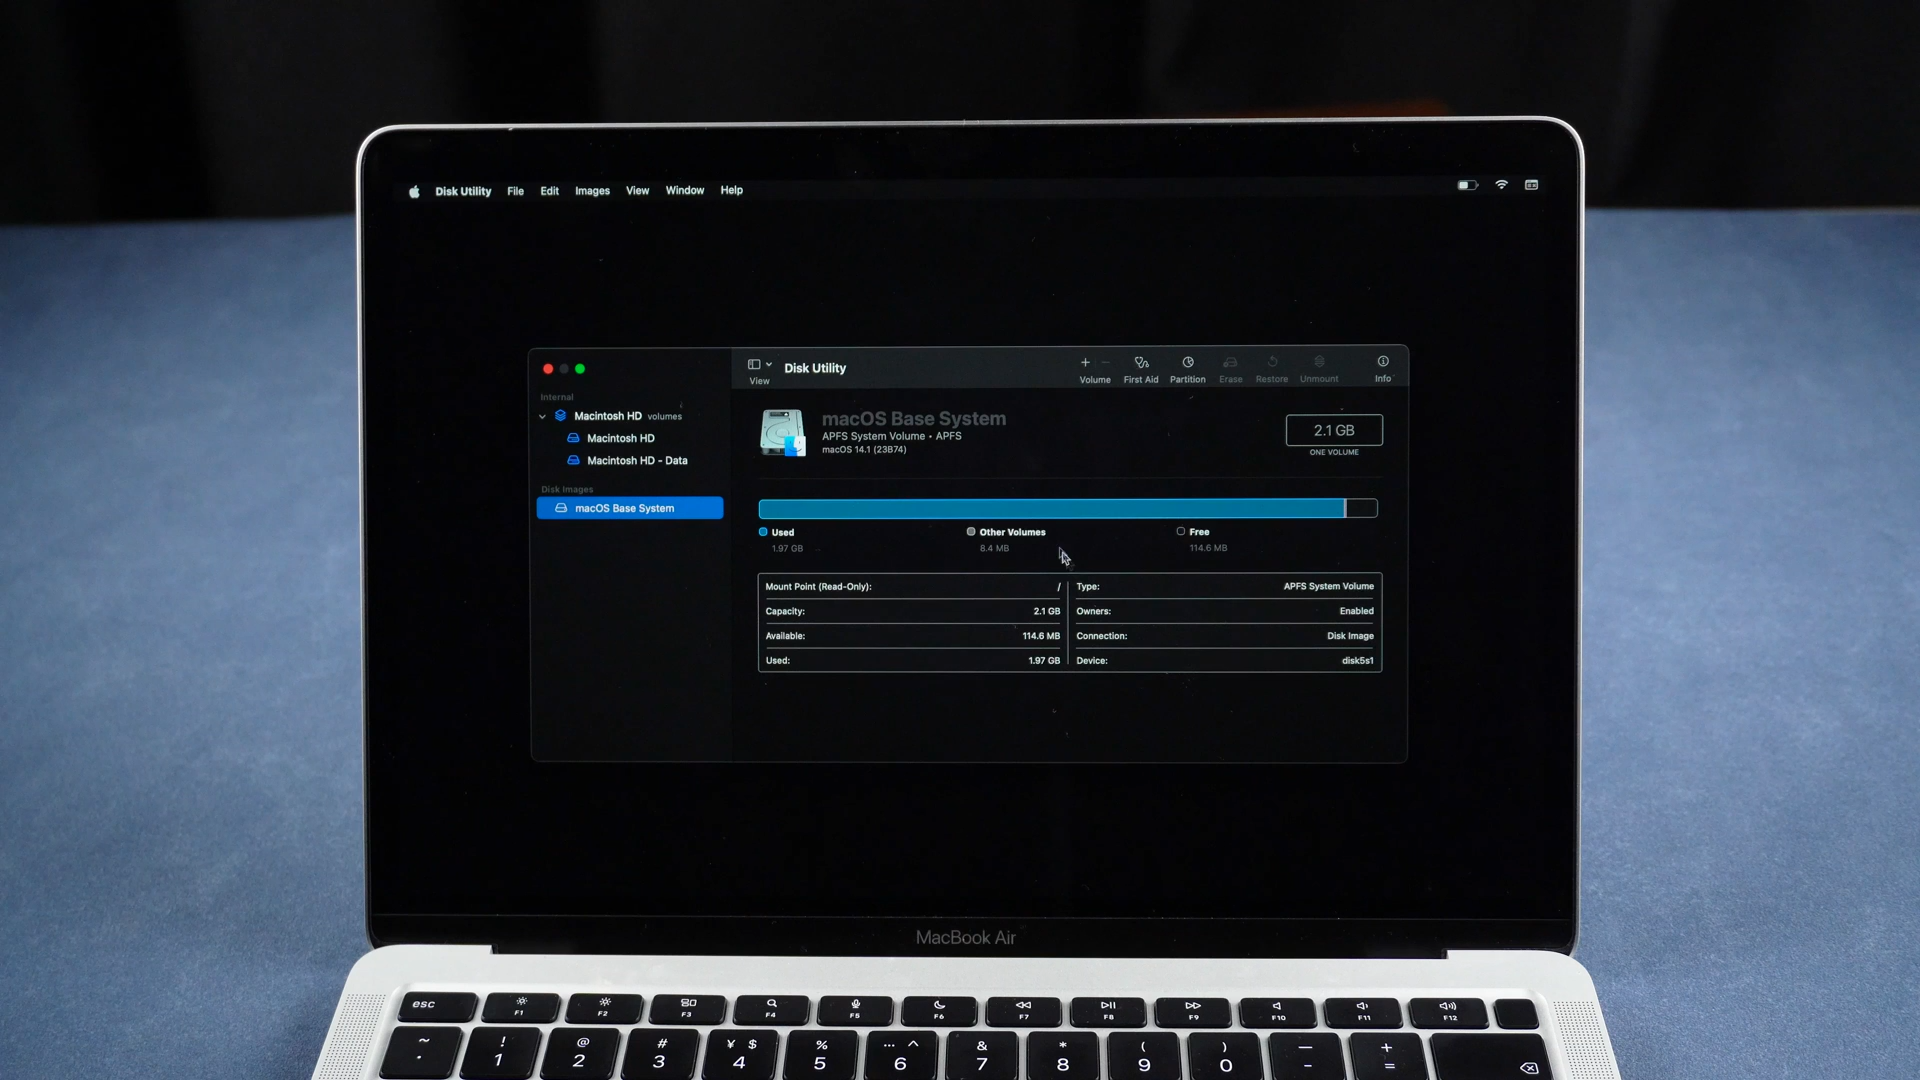 Disk Utility File Edit Images View Window Help
View
Disk Utility
Volume First Aid Partition Erase Restore Unmount Info
Internal
Macintosh HD volumes
Macintosh HD
Macintosh HD - Data
Disk Images
macOS Base System
macOS Base System
APFS System Volume • APFS
macOS 14.1 (23B74)
2.1 GB
ONE VOLUME
Used
1.97 GB
Other Volumes
8.4 MB
Free
114.6 MB
Mount Point (Read-Only): /
Type: APFS System Volume
Capacity: 2.1 GB
Owners: Enabled
Available: 114.6 MB
Connection: Disk Image
Used: 1.97 GB
Device: disk5s1
MacBook Air
esc F1 F2 F3 F4 F5 F6 F7 F8 F9 F10 F11 F12
~ ! @ # ¥ $ % … ^ & * ( ) — +
· 1 2 3 4 5 6 7 8 9 0 - =